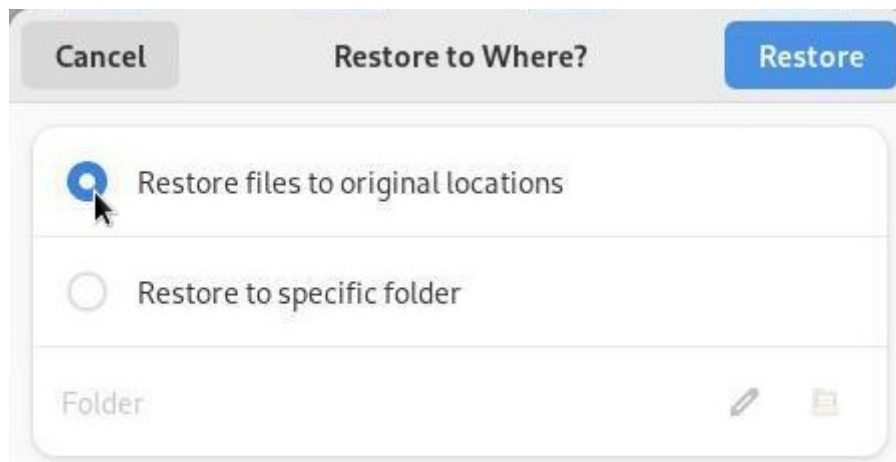 Cancel Restore to Where? Restore
Restore files to original locations
Restore to specific folder
Folder